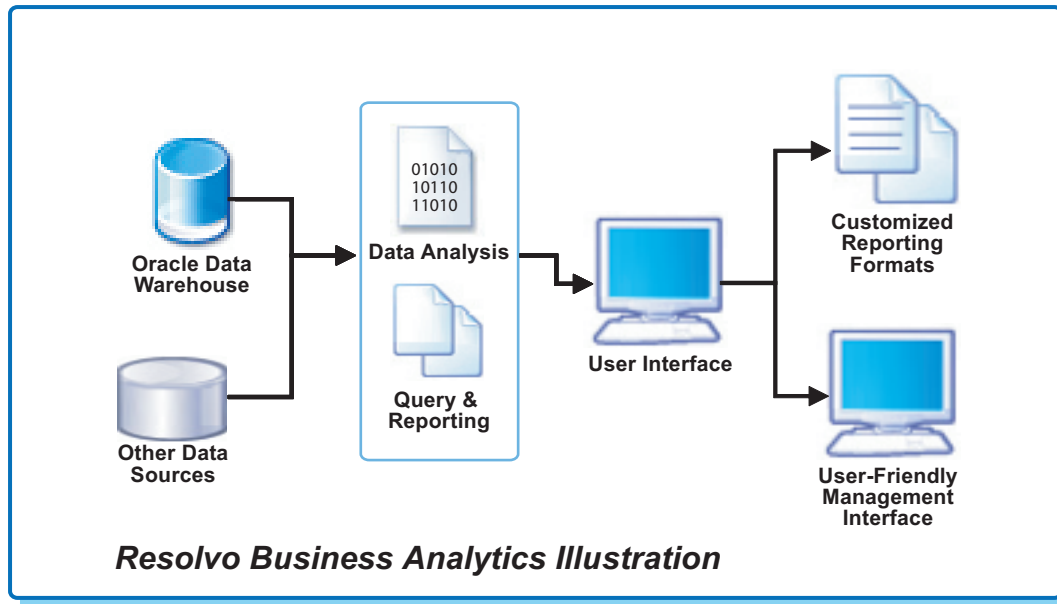 01010
10110
11010
Data Analysis
Oracle Data
Warehouse
Query &
Reporting
Other Data
Sources
User Interface
Customized
Reporting
Formats
User-Friendly
Management
Interface
Resolvo Business Analytics Illustration